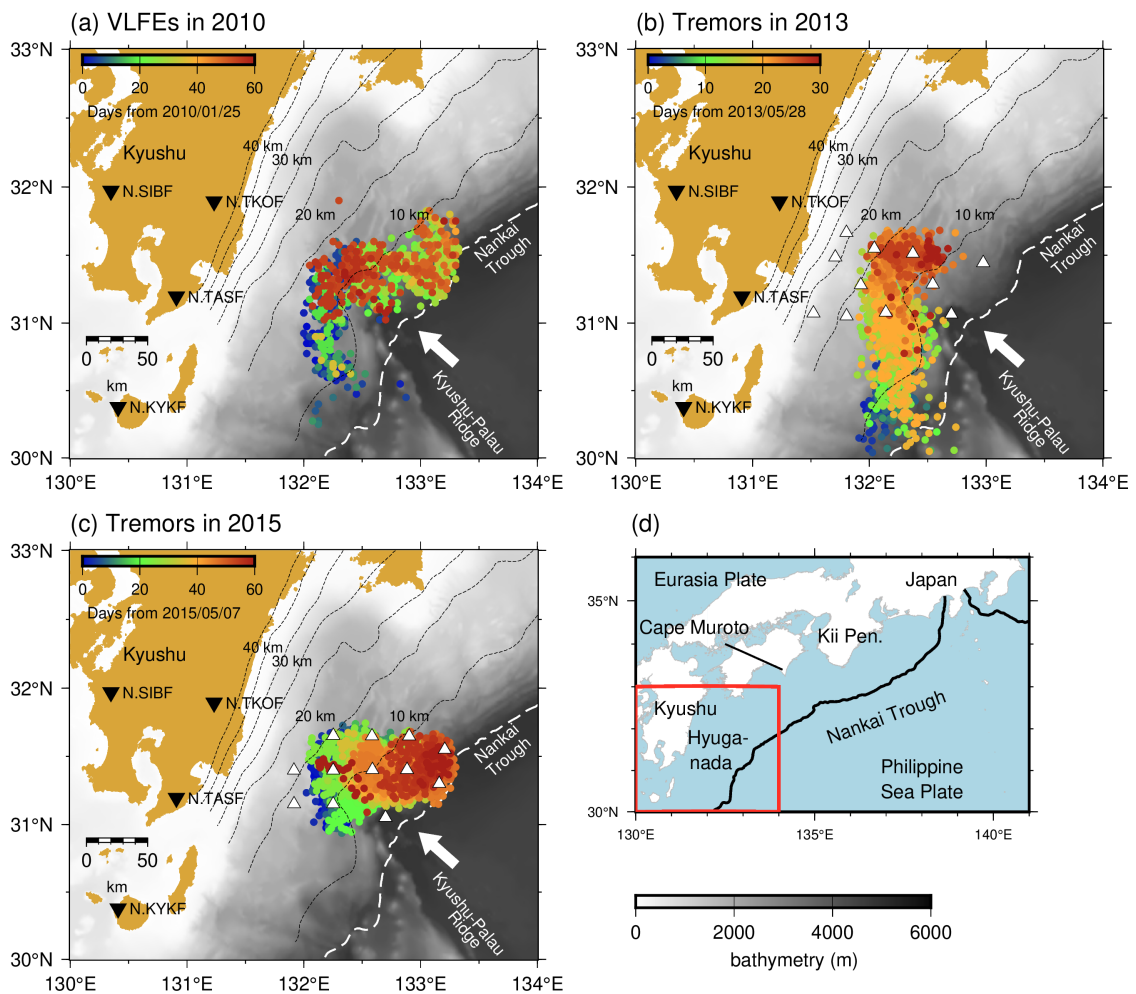 (a) VLFEs in 2010
33°N
32°N
31°N
30°N
130°E 131°E 132°E 133°E 134°E
0 20 40 60
Days from 2010/01/25
Kyushu
40 km
30 km
20 km
10 km
N.SIBF
N.TKOF
N.TASF
N.KYKF
0 50
km
Nankai
Trough
Kyushu-Palau
Ridge
(b) Tremors in 2013
33°N
32°N
31°N
30°N
130°E 131°E 132°E 133°E 134°E
0 10 20 30
Days from 2013/05/28
Kyushu
40 km
30 km
20 km
10 km
N.SIBF
N.TKOF
N.TASF
N.KYKF
0 50
km
Nankai
Trough
Kyushu-Palau
Ridge
(c) Tremors in 2015
33°N
32°N
31°N
30°N
130°E 131°E 132°E 133°E 134°E
0 20 40 60
Days from 2015/05/07
Kyushu
40 km
30 km
20 km
10 km
N.SIBF
N.TKOF
N.TASF
N.KYKF
0 50
km
Nankai
Trough
Kyushu-Palau
Ridge
(d)
Eurasia Plate
Japan
35°N
Cape Muroto
Kii Pen.
Kyushu
Hyuga-
nada
Nankai Trough
Philippine
Sea Plate
30°N
130°E 135°E 140°E
0 2000 4000 6000
bathymetry (m)